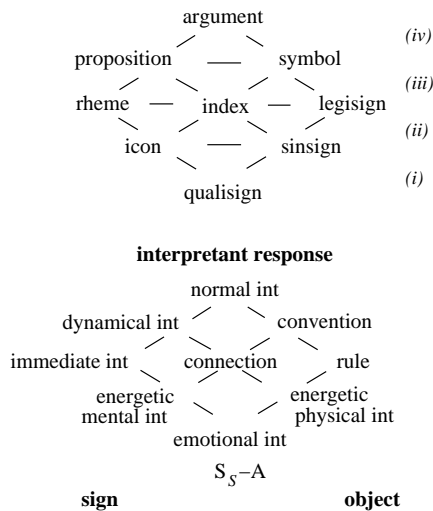 argument
(iv)
proposition symbol
(iii)
rheme index legisign
(ii)
icon sinsign
(i)
qualisign
interpretant response
normal int
dynamical int convention
immediate int connection rule
energetic mental int energetic physical int
emotional int
S_S–A
sign object